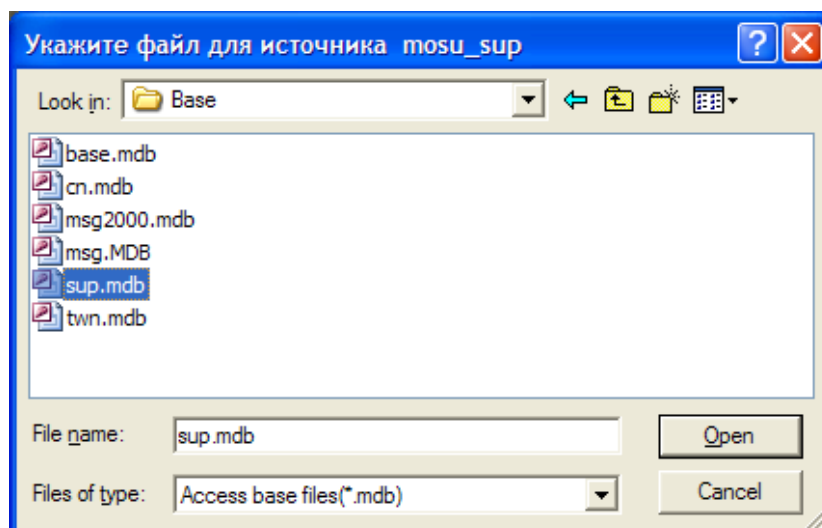 Укажите файл для источника mosu_sup
Look in: Base
base.mdb
cn.mdb
msg2000.mdb
msg.MDB
sup.mdb
twn.mdb
File name: sup.mdb Open
Files of type: Access base files(*.mdb) Cancel